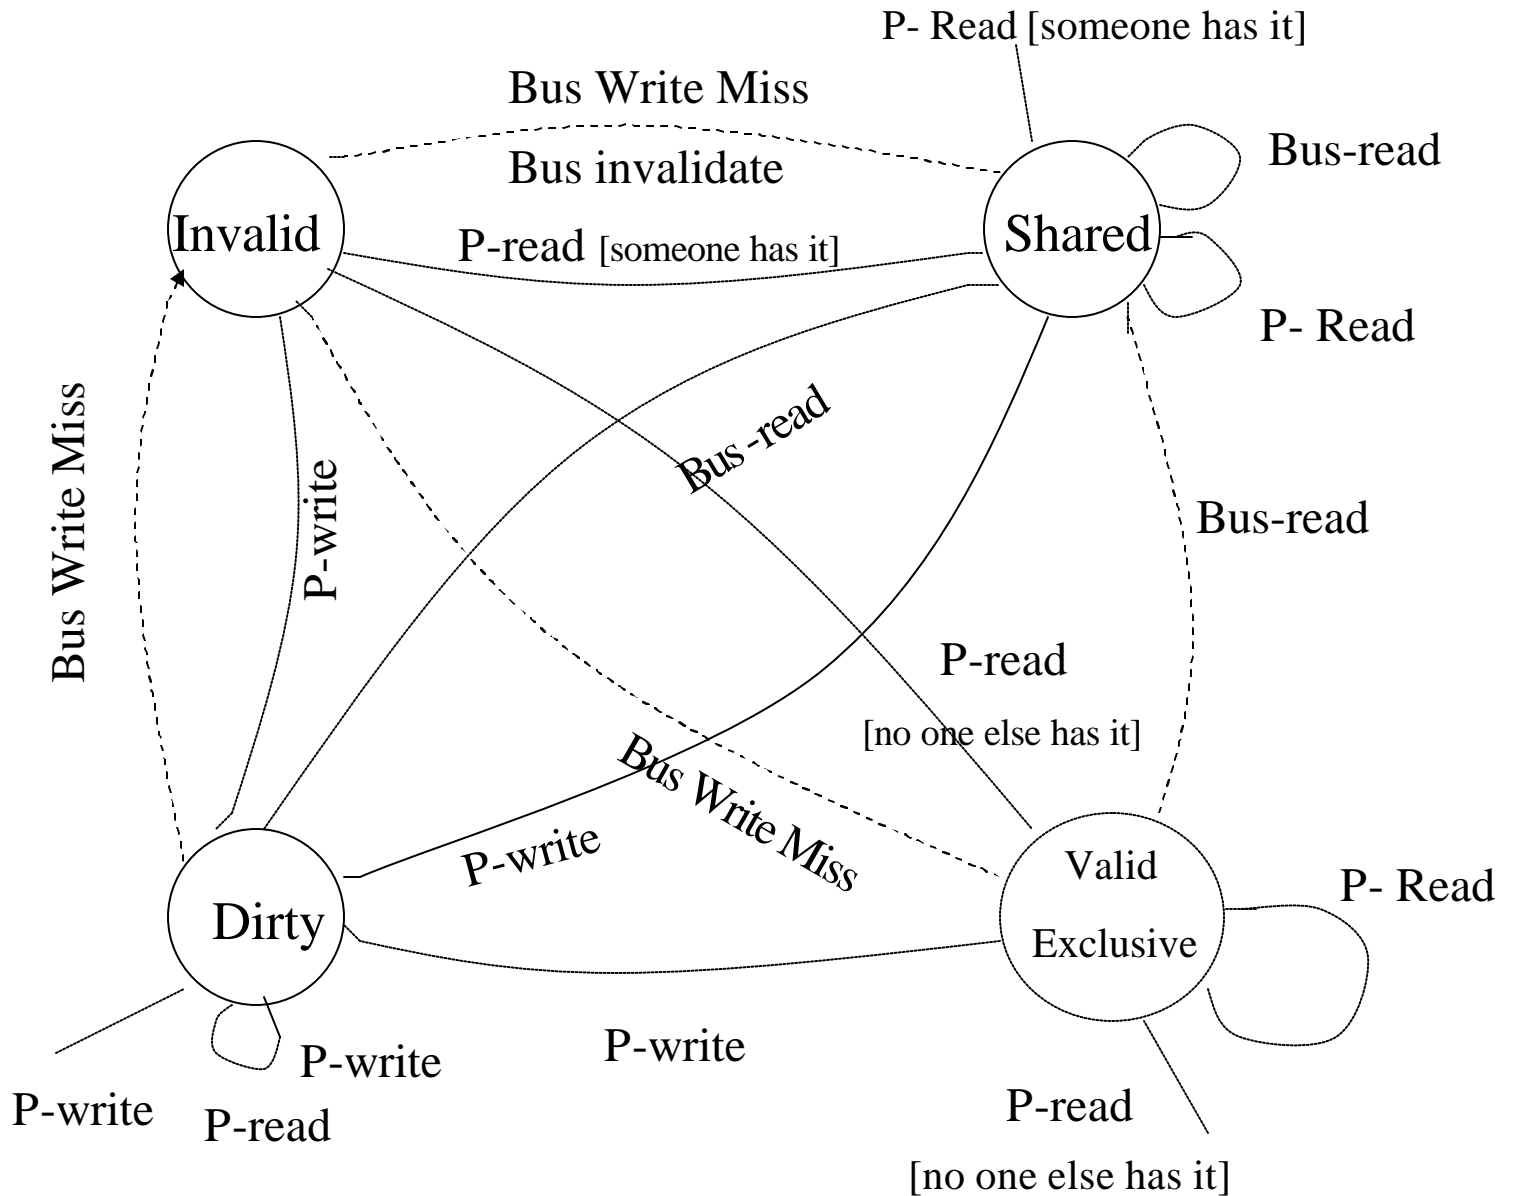 P- Read [someone has it]
Bus Write Miss
Bus-read
Bus invalidate
Invalid
Shared
P-read [someone has it]
P- Read
Bus Write Miss
P-write
Bus-read
Bus-read
P-read
[no one else has it]
Bus Write Miss
P-write
Valid
Exclusive
P- Read
Dirty
P-write
P-write
P-write
P-read
P-read
[no one else has it]